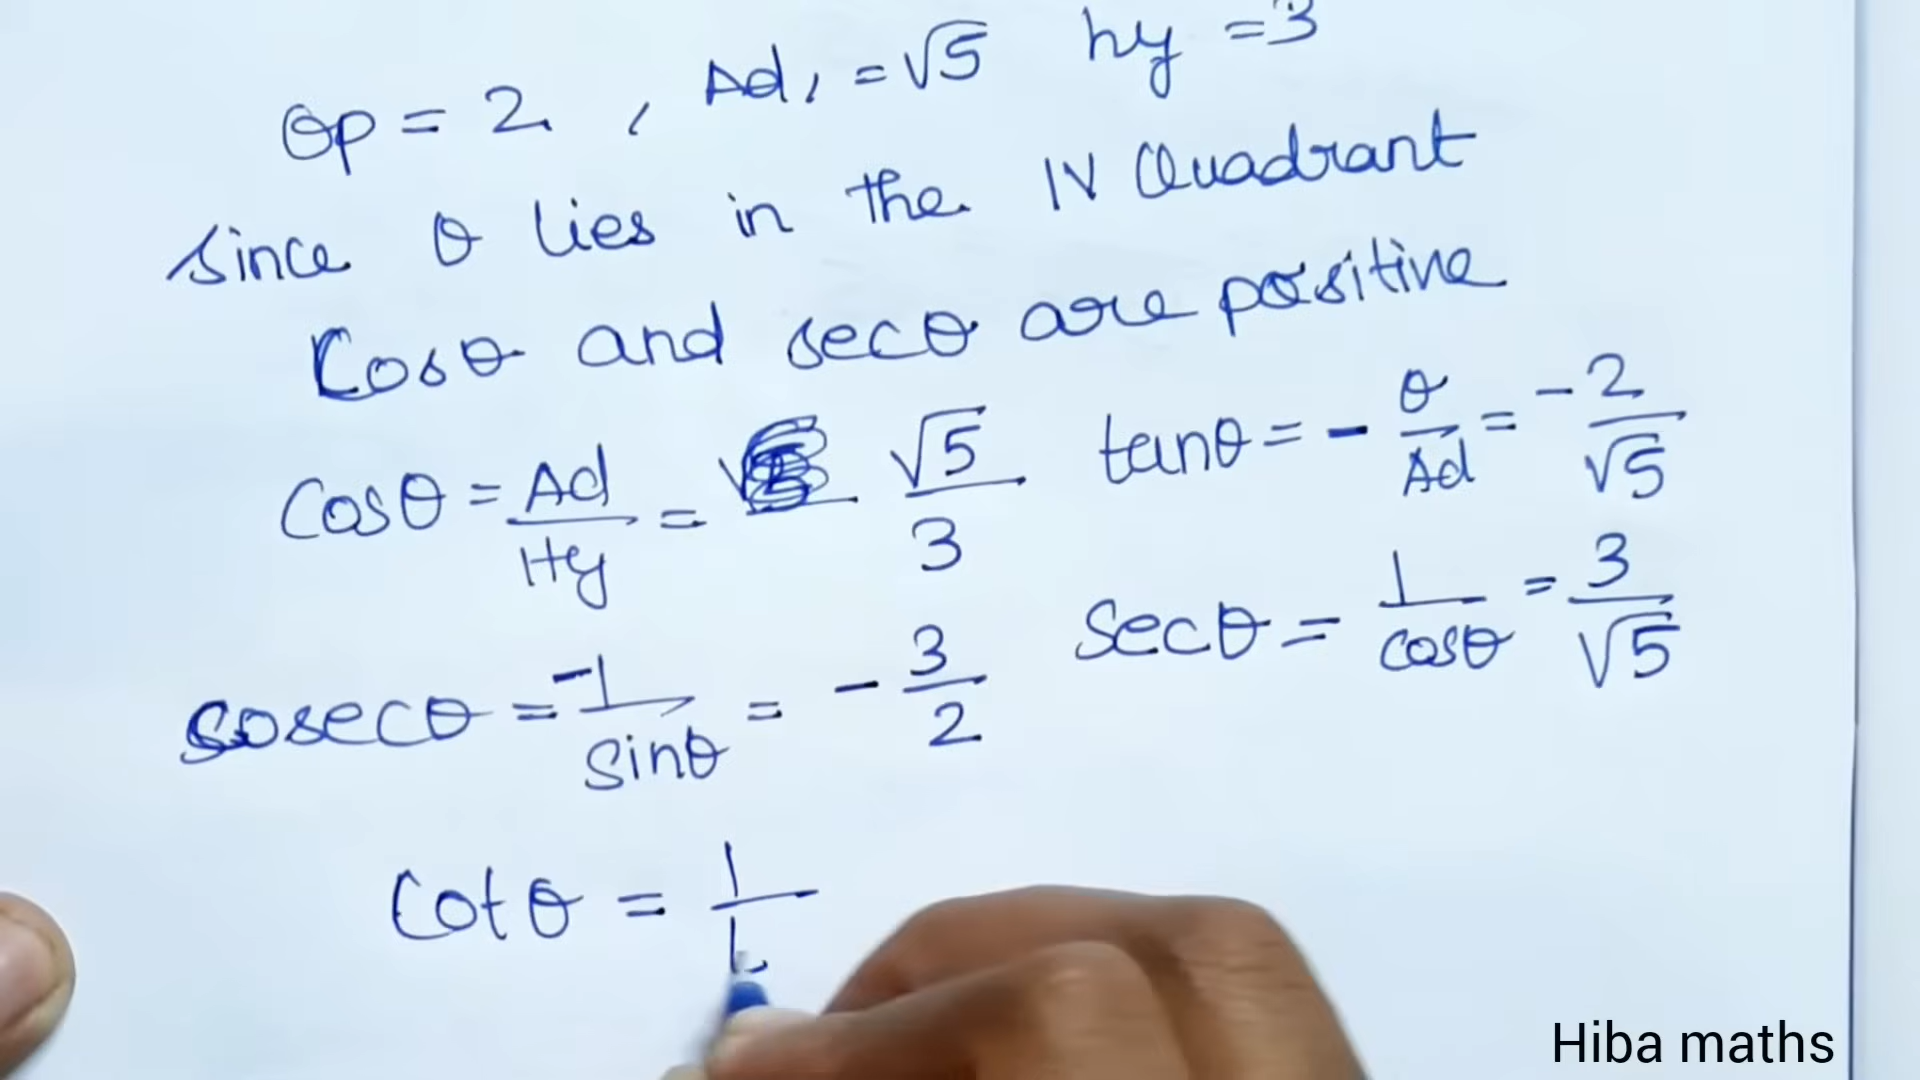 Op = 2 , Ad, = √5 hy = 3
Since θ lies in the IV Quadrant
Cosθ and secθ are positive
Cosθ = Ad/Hy = √5/3 tanθ = - θ/Ad = -2/√5
cosecθ = -1/sinθ = - 3/2 Secθ = 1/cosθ = 3/√5
Cotθ = 1/
Hiba maths